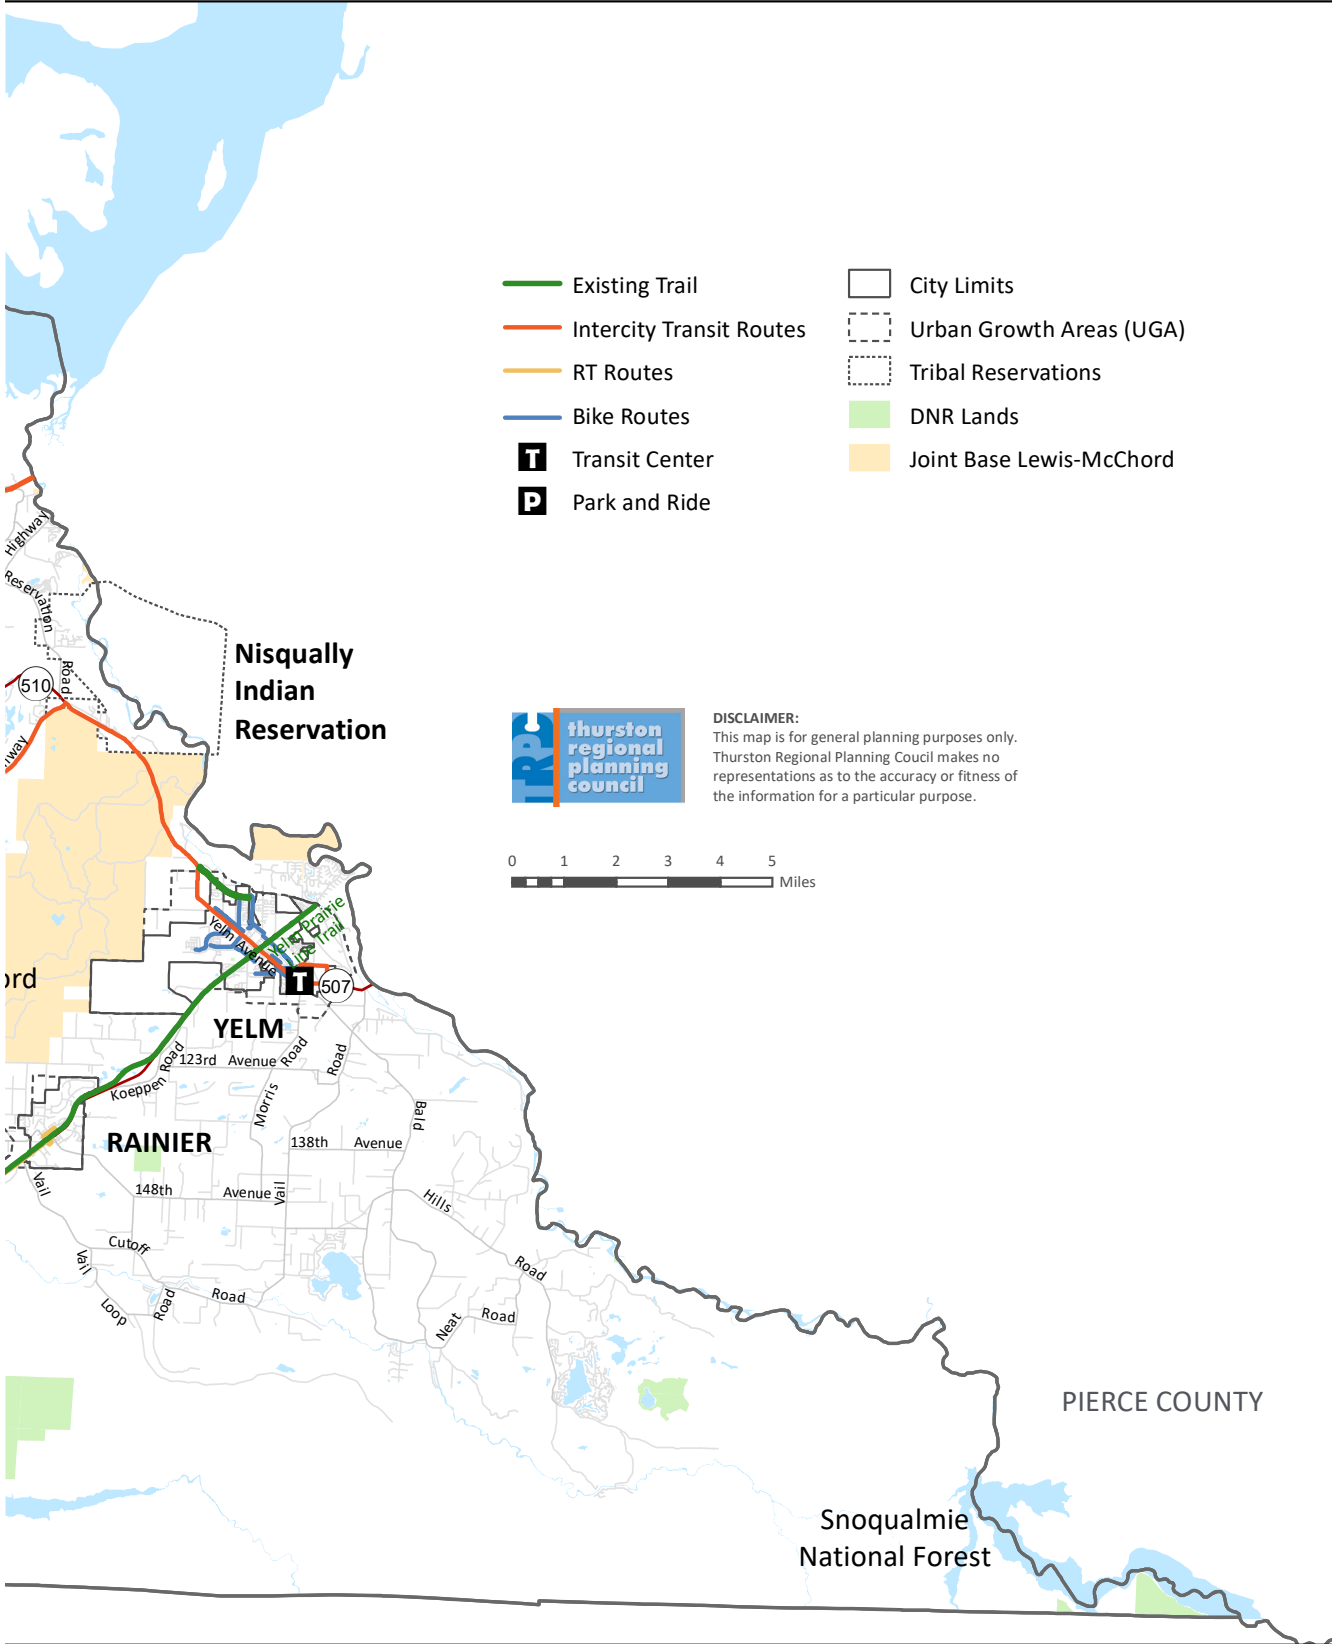 Existing Trail
Intercity Transit Routes
RT Routes
Bike Routes
T
Transit Center
P
Park and Ride
City Limits
Urban Growth Areas (UGA)
Tribal Reservations
DNR Lands
Joint Base Lewis-McChord
Highway
Reservation
Road
Nisqually
Indian
Reservation
510
TRPC
thurston
regional
planning
council
DISCLAIMER:
This map is for general planning purposes only.
Thurston Regional Planning Coucil makes no
representations as to the accuracy or fitness of
the information for a particular purpose.
0 1 2 3 4 5
Miles
Yelm Avenue
Yelm Prairie
Line Trail
T
507
ord
YELM
Koeppen Road
123rd Avenue
Morris Road
Road
Bald
RAINIER
138th Avenue
148th Avenue
Vail
Vail
Hills
Road
Cutoff
Road
Vail
Loop
Road
Neat
Road
PIERCE COUNTY
Snoqualmie
National Forest